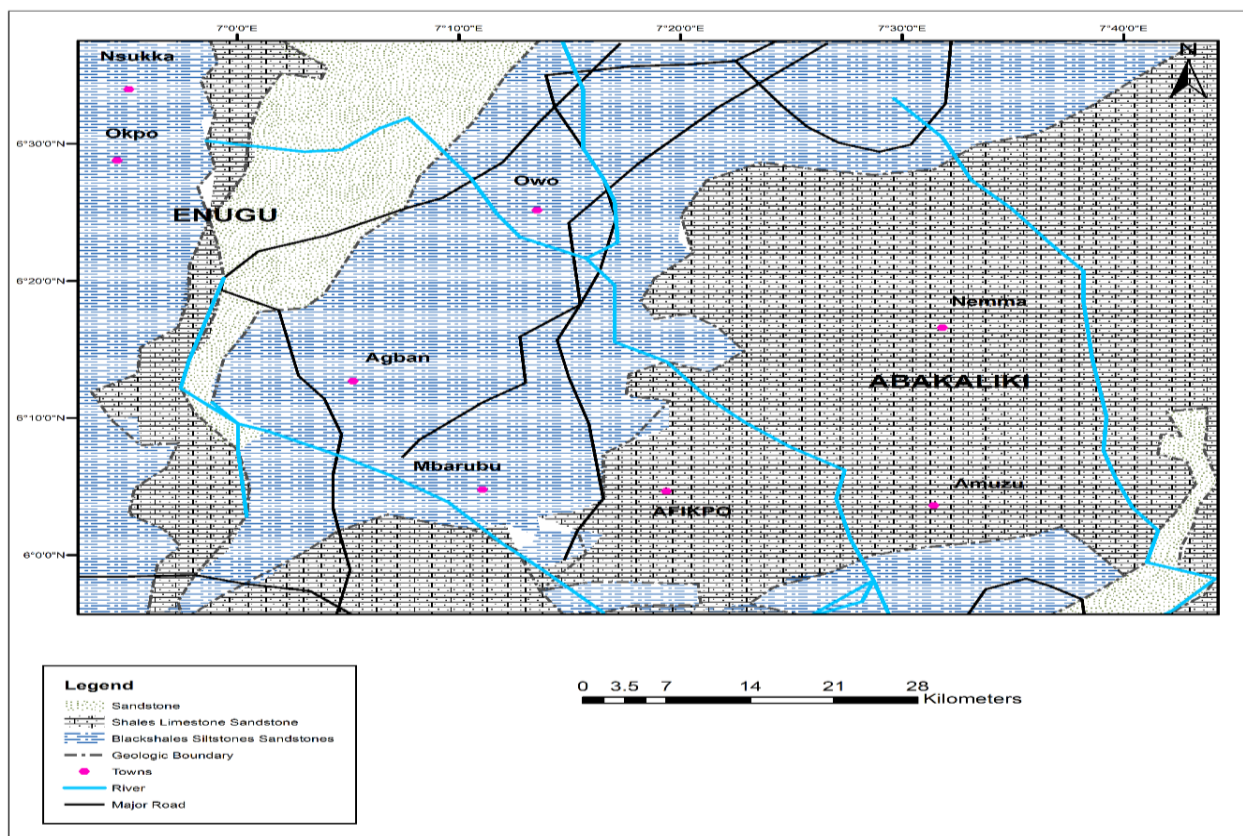 7°0'0"E 7°10'0"E 7°20'0"E 7°30'0"E 7°40'0"E
N
Nsukka
Okpo
6°30'0"N
Owo
ENUGU
6°20'0"N
Nemma
Agban
ABAKALIKI
6°10'0"N
Mbarubu
Amuzu
AFIKPO
6°0'0"N
Legend
Sandstone
Shales Limestone Sandstone
Blackshales Siltstones Sandstones
Geologic Boundary
Towns
River
Major Road
0 3.5 7 14 21 28
Kilometers